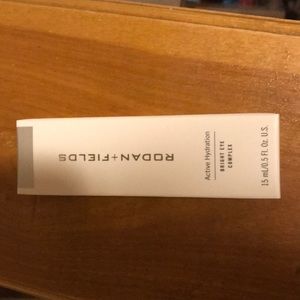 RODAN+FIELDS
Active Hydration
BRIGHT EYE
COMPLEX
15 mL/0.5 Fl. Oz. U.S.